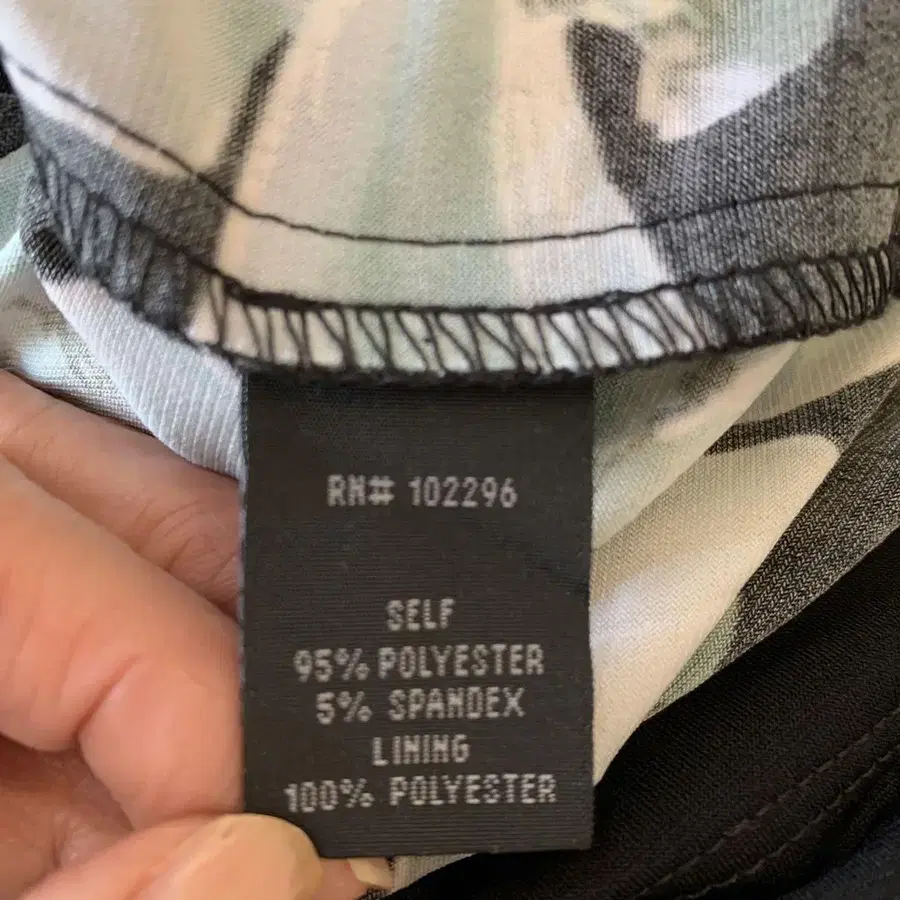 RN# 102296
SELF
95% POLYESTER
5% SPANDEX
LINING
100% POLYESTER